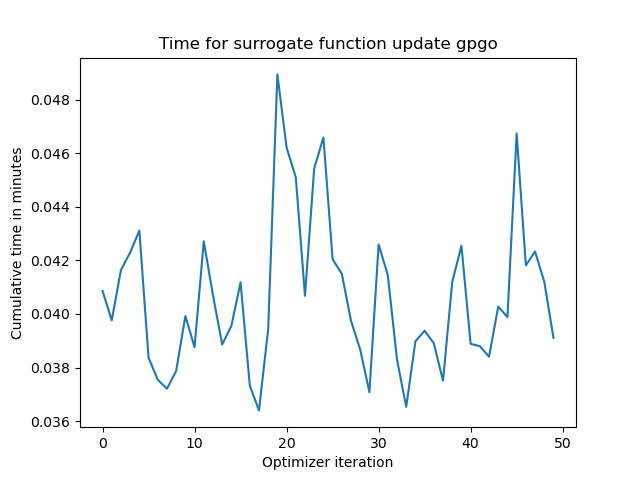 Time for surrogate function update gpgo
Cumulative time in minutes
0.048
0.046
0.044
0.042
0.040
0.038
0.036
0 10 20 30 40 50
Optimizer iteration